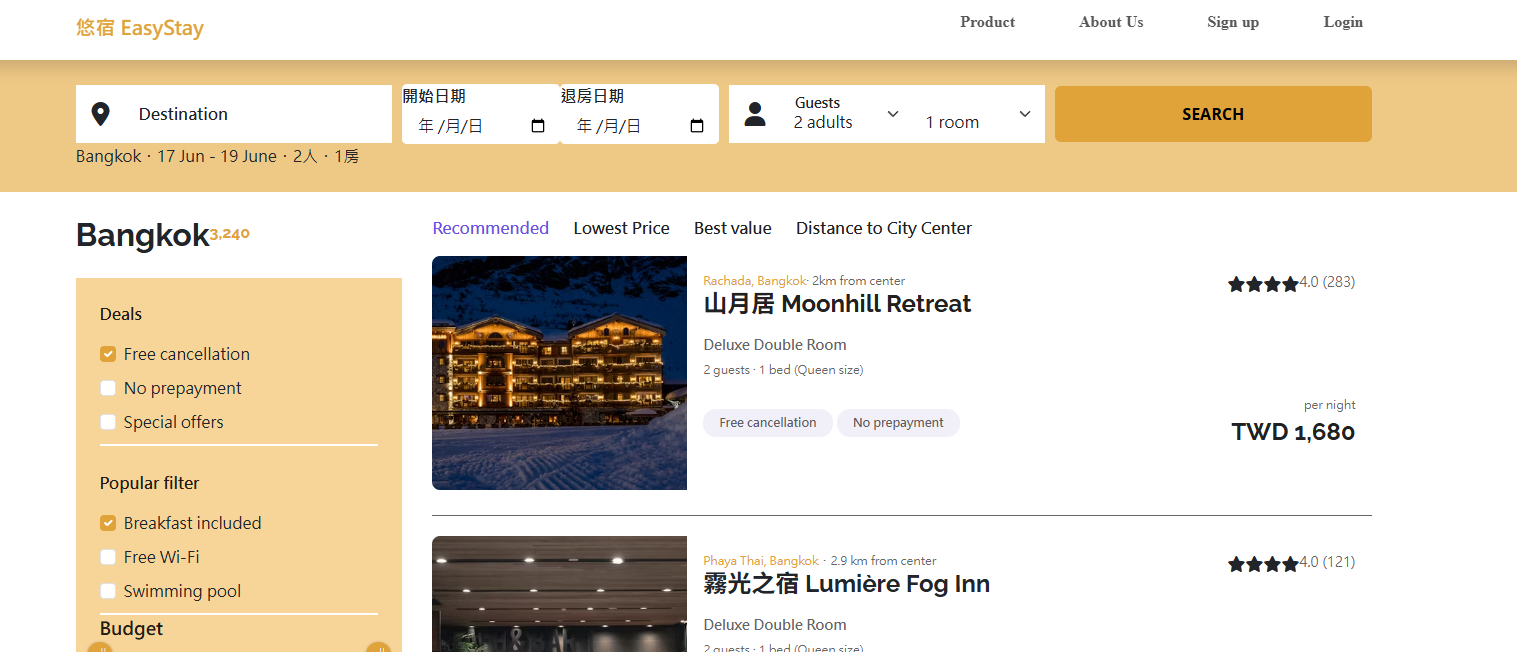 悠宿 EasyStay
Product
About Us
Sign up
Login
Destination
開始日期
年 /月/日
退房日期
年 /月/日
Guests
2 adults
1 room
SEARCH
Bangkok · 17 Jun - 19 June · 2人 · 1房
Bangkok 3,240
Deals
Free cancellation
No prepayment
Special offers
Popular filter
Breakfast included
Free Wi-Fi
Swimming pool
Budget
Recommended
Lowest Price
Best value
Distance to City Center
Rachada, Bangkok· 2km from center
山月居 Moonhill Retreat
4.0 (283)
Deluxe Double Room
2 guests · 1 bed (Queen size)
Free cancellation
No prepayment
per night
TWD 1,680
Phaya Thai, Bangkok · 2.9 km from center
霧光之宿 Lumière Fog Inn
4.0 (121)
Deluxe Double Room
2 guests · 1 bed (Queen size)